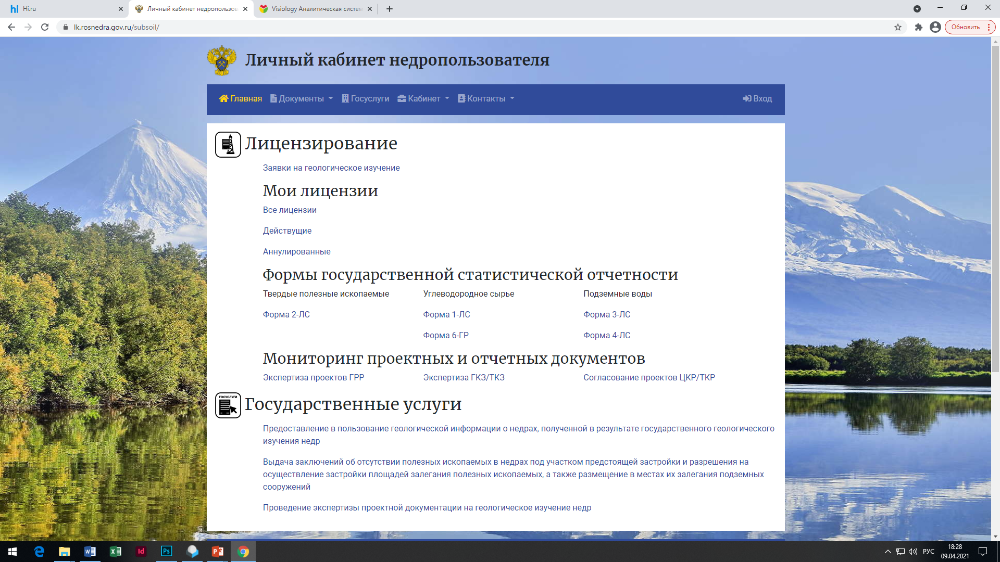 hi Hi.ru
Личный кабинет недропользов
Visiology Аналитическая систем
lk.rosnedra.gov.ru/subsoil/
Обновить
Личный кабинет недропользователя
Главная Документы Госуслуги Кабинет Контакты Вход
Лицензирование
Заявки на геологическое изучение
Мои лицензии
Все лицензии
Действущие
Аннулированные
Формы государственной статистической отчетности
Твердые полезные ископаемые Углеводородное сырье Подземные воды
Форма 2-ЛС Форма 1-ЛС Форма 3-ЛС
Форма 6-ГР Форма 4-ЛС
Мониторинг проектных и отчетных документов
Экспертиза проектов ГРР Экспертиза ГКЗ/ТКЗ Согласование проектов ЦКР/ТКР
ГОСУСЛУГИ
Государственные услуги
Предоставление в пользование геологической информации о недрах, полученной в результате государственного геологического
изучения недр
Выдача заключений об отсутствии полезных ископаемых в недрах под участком предстоящей застройки и разрешения на
осуществление застройки площадей залегания полезных ископаемых, а также размещение в местах их залегания подземных
сооружений
Проведение экспертизы проектной документации на геологическое изучение недр
Id Ps РУС 18:28
09.04.2021